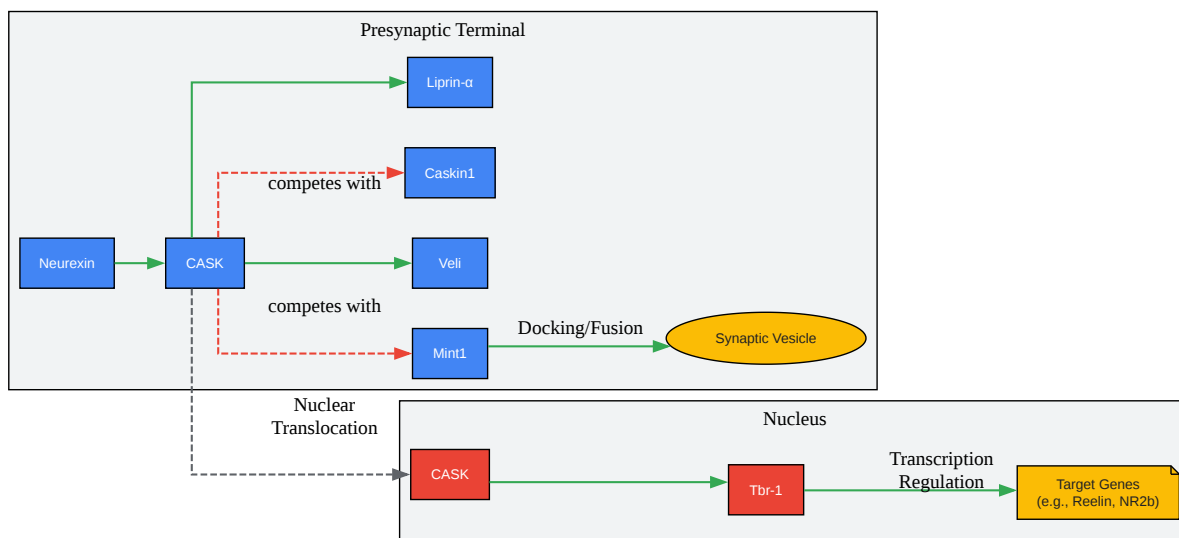 Presynaptic Terminal
Liprin-α
competes with
Caskin1
Neurexin
CASK
Veli
competes with
Mint1
Docking/Fusion
Synaptic Vesicle
Nuclear
Translocation
Nucleus
CASK
Tbr-1
Transcription
Regulation
Target Genes
(e.g., Reelin, NR2b)